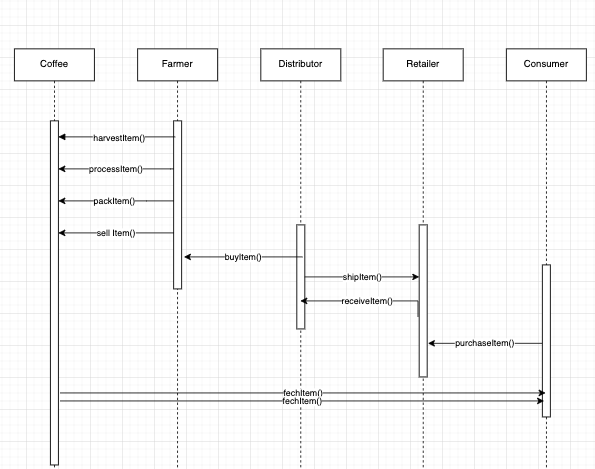 Coffee
Farmer
Distributor
Retailer
Consumer
harvestItem()
processItem()
packItem()
sell Item()
buyItem()
shipItem()
receiveItem()
purchaseItem()
fechItem()
fechItem()